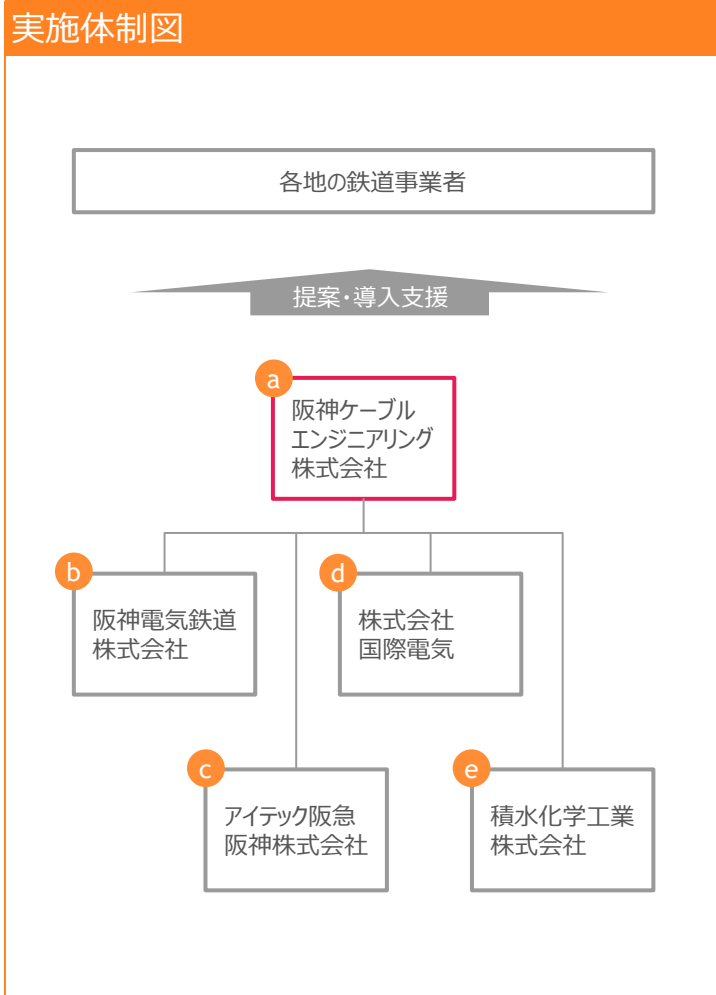 実施体制図
各地の鉄道事業者
提案・導入支援
a
阪神ケーブル
エンジニアリング
株式会社
b
阪神電気鉄道
株式会社
d
株式会社
国際電気
c
アイテック阪急
阪神株式会社
e
積水化学工業
株式会社